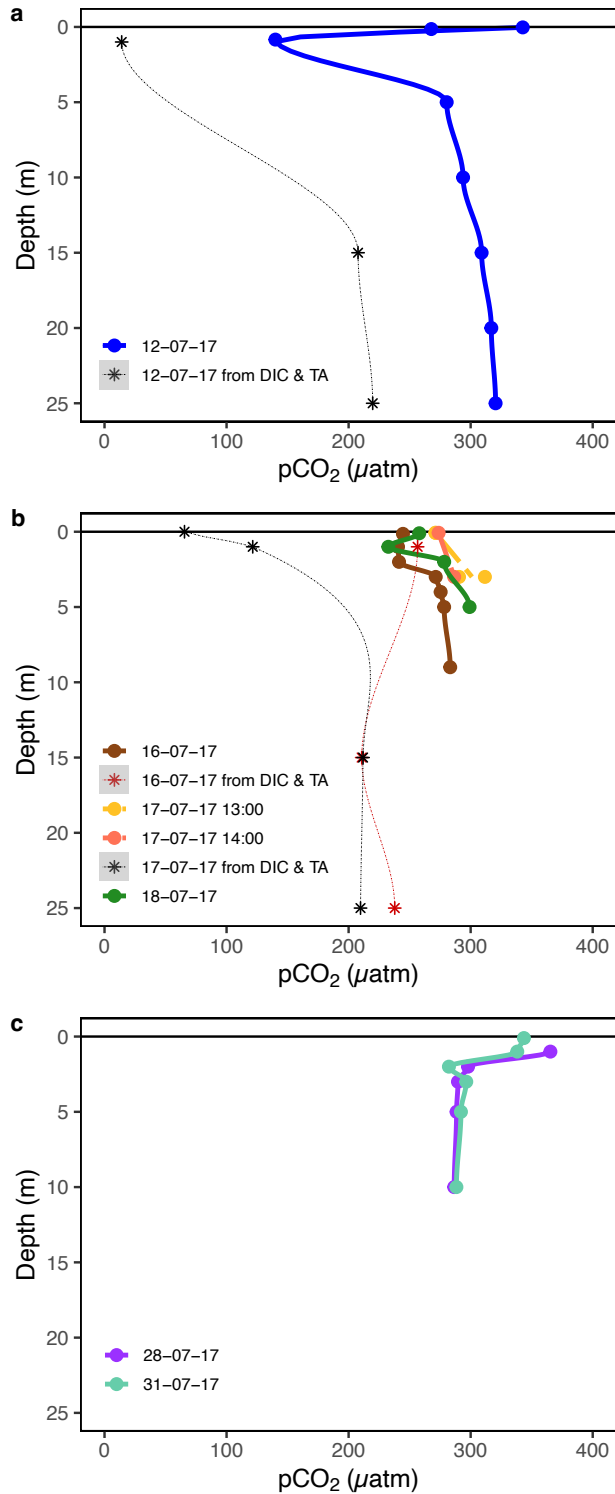 a
0
5
10
15
20
25
Depth (m)
12−07−17
12−07−17 from DIC & TA
0 100 200 300 400
pCO₂ (µatm)
b
0
5
10
15
20
25
Depth (m)
16−07−17
16−07−17 from DIC & TA
17−07−17 13:00
17−07−17 14:00
17−07−17 from DIC & TA
18−07−17
0 100 200 300 400
pCO₂ (µatm)
c
0
5
10
15
20
25
Depth (m)
28−07−17
31−07−17
0 100 200 300 400
pCO₂ (µatm)